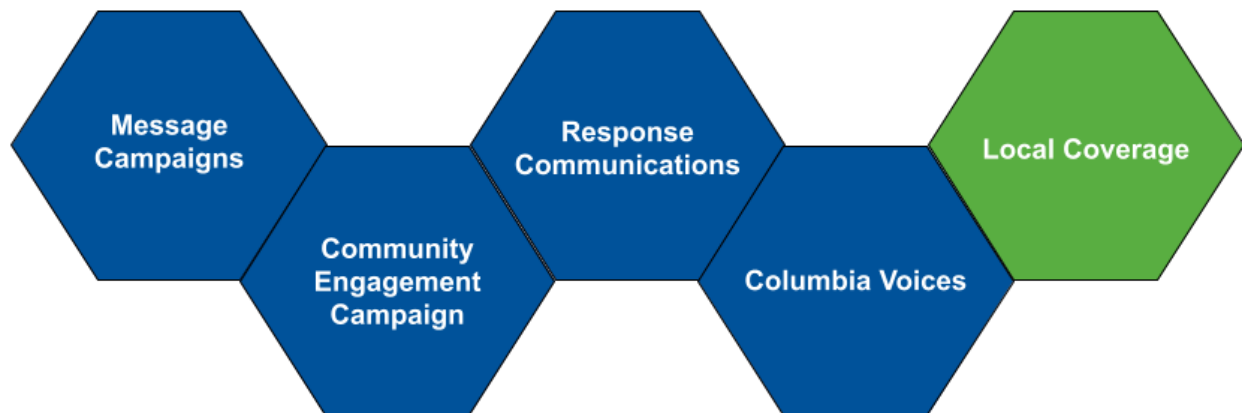 Message
Campaigns
Community
Engagement
Campaign
Response
Communications
Columbia Voices
Local Coverage